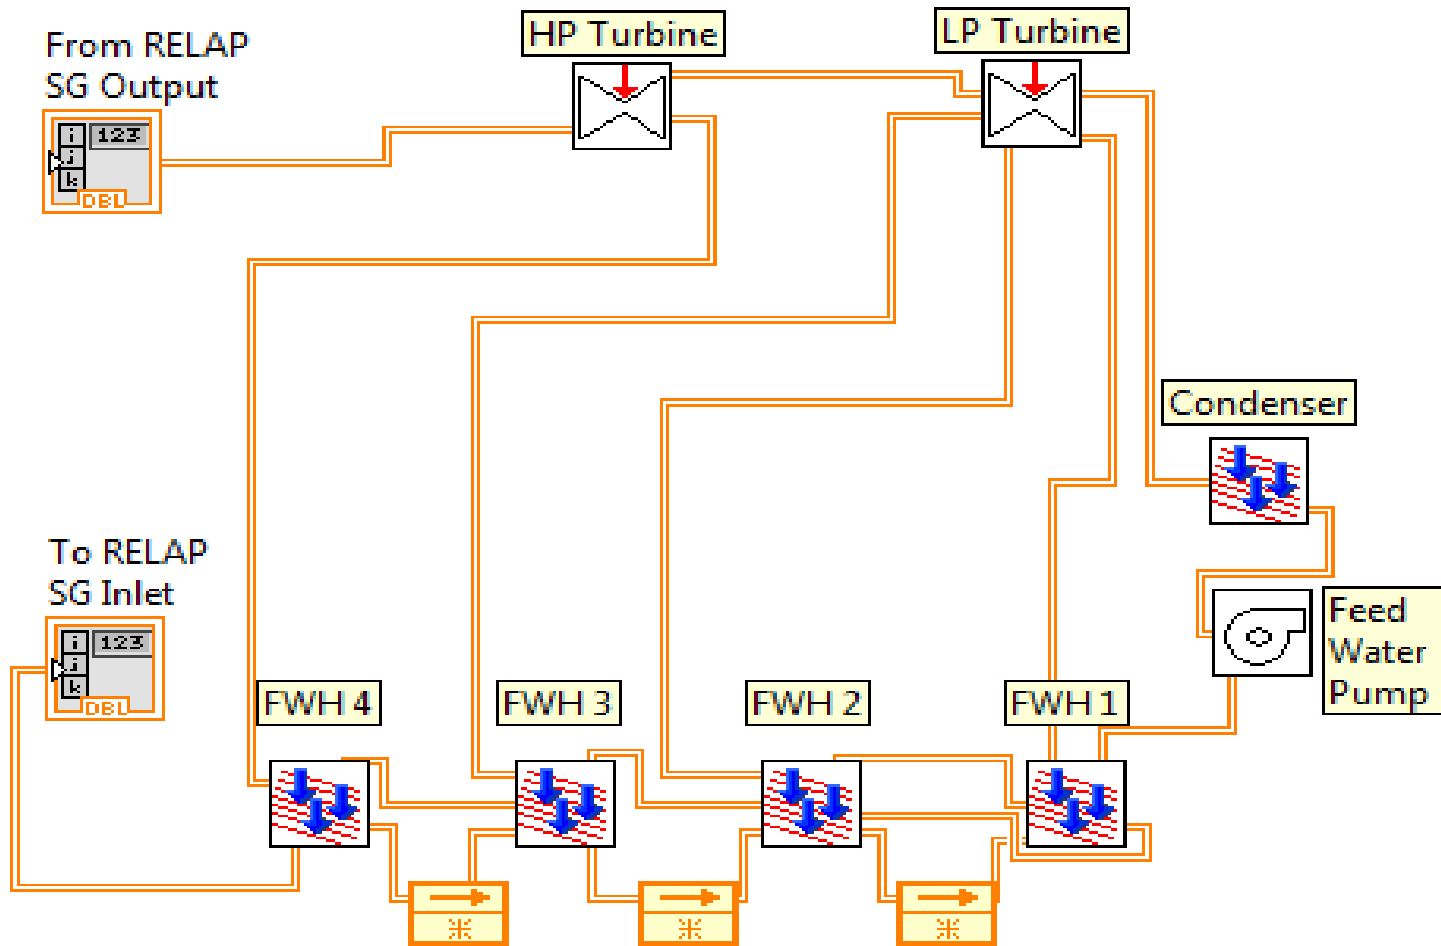 HP Turbine
LP Turbine
From RELAP
SG Output
i
j
k
123
DBL
Condenser
To RELAP
SG Inlet
i
j
k
123
DBL
Feed
Water
Pump
FWH 4
FWH 3
FWH 2
FWH 1